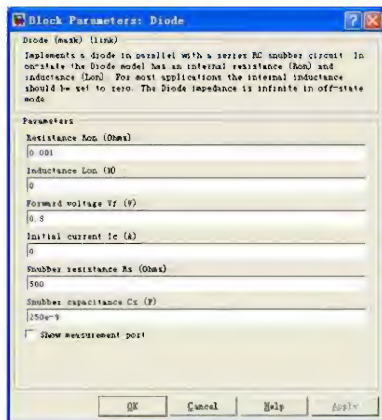 Block Parameters: Diode
Diode (mask) (link)
Implements a diode in parallel with a series RC snubber circuit. In
on-state the Diode model has an internal resistance (Ron) and
inductance (Lon). For most applications the internal inductance
should be set to zero. The Diode impedance is infinite in off-state
mode.
Parameters
Resistance Ron (Ohms)
0.001
Inductance Lon (H)
0
Forward voltage Vf (V)
0.8
Initial current Ic (A)
0
Snubber resistance Rs (Ohms)
500
Snubber capacitance Cs (F)
250e-9
Show measurement port
OK Cancel Help Apply